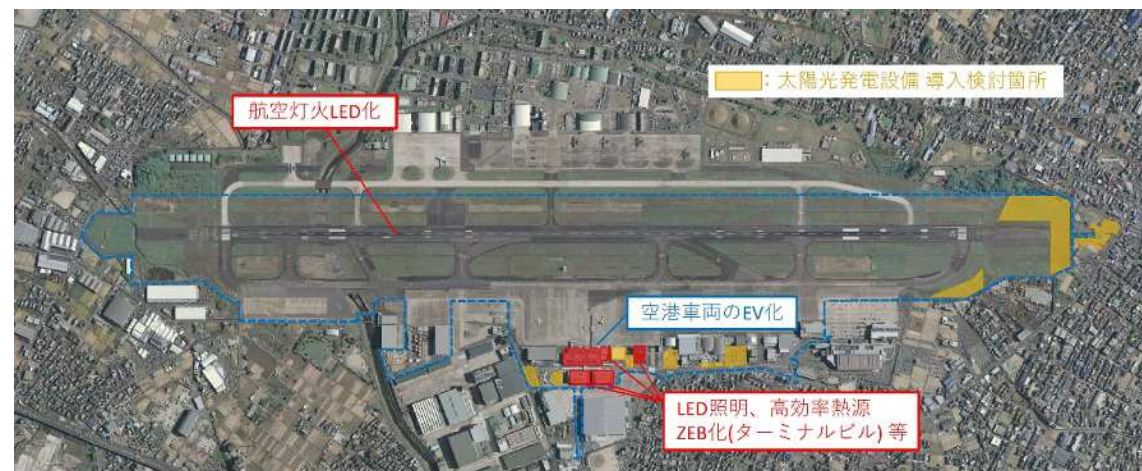 ：太陽光発電設備 導入検討箇所
航空灯火LED化
空港車両のEV化
LED照明、高効率熱源
ZEB化(ターミナルビル) 等